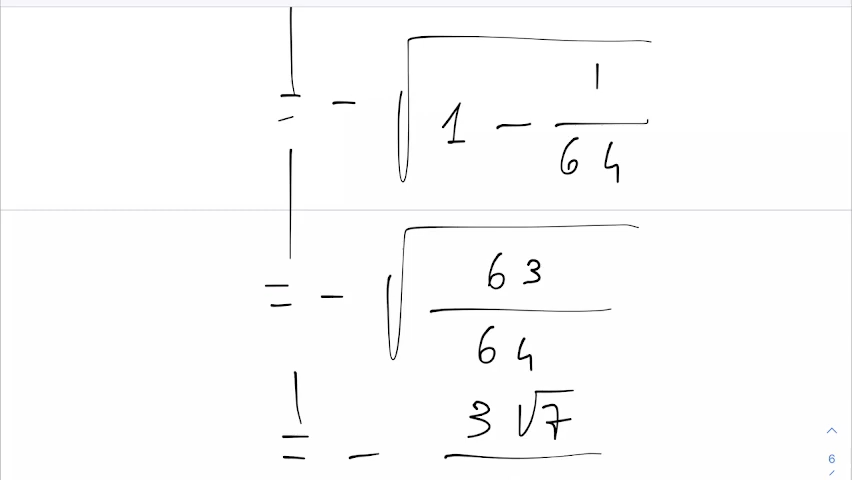 = - √(1 - 1/64)
= - √(63/64)
= - 3√7
6